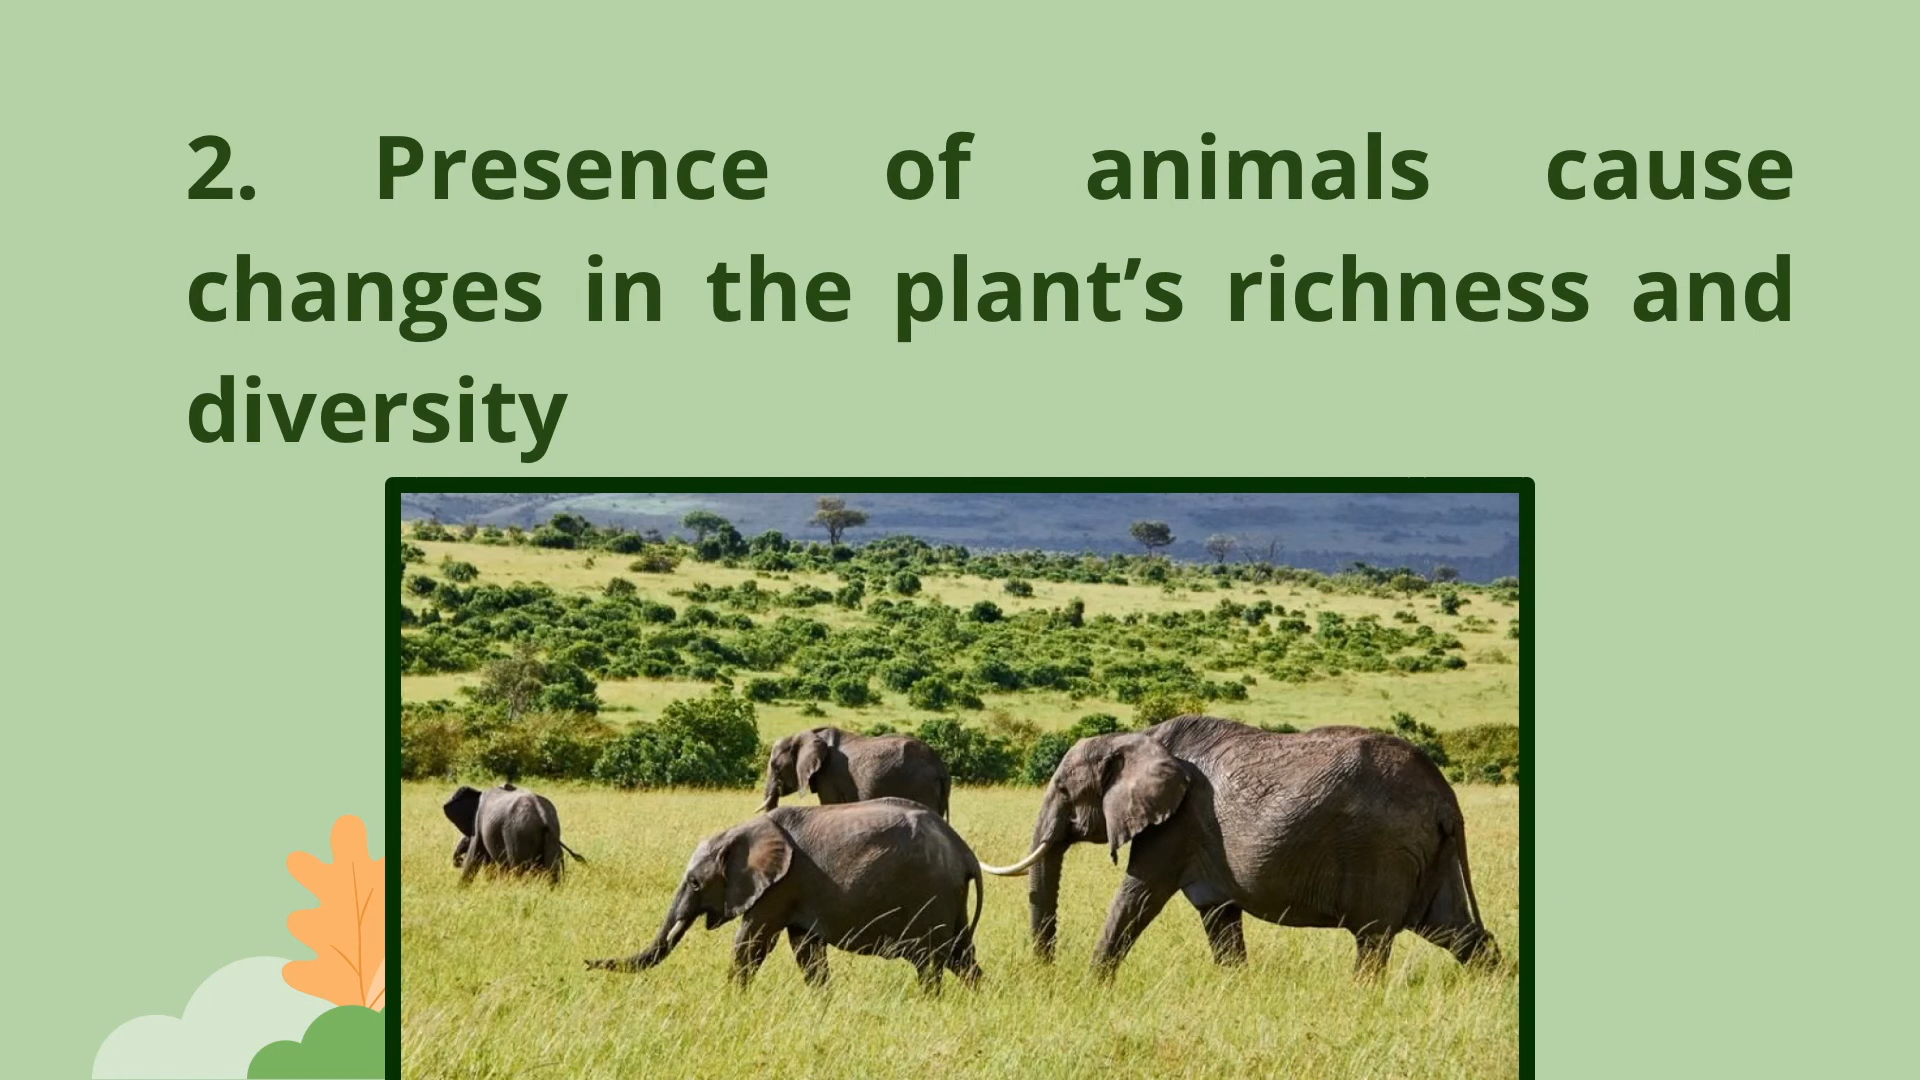 2. Presence of animals cause
changes in the plant’s richness and
diversity